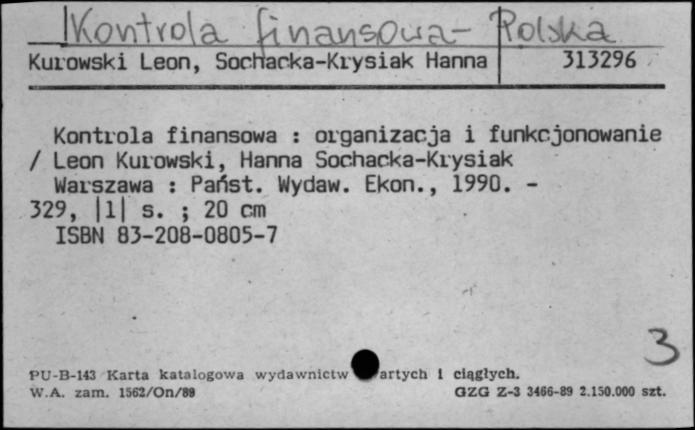 Kontrola finansowa - Polska
Kurowski Leon, Sochacka-Krysiak Hanna 313296
Kontrola finansowa : organizacja i funkcjonowanie
/ Leon Kurowski, Hanna Sochacka-Krysiak
Warszawa : Państ. Wydaw. Ekon., 1990. -
329, |1| s. ; 20 cm
ISBN 83-208-0805-7
3
PU-B-143 Karta katalogowa wydawnictw artych i ciągłych.
W.A. zam. 1562/On/89 GZG Z-3 3466-89 2.150.000 szt.